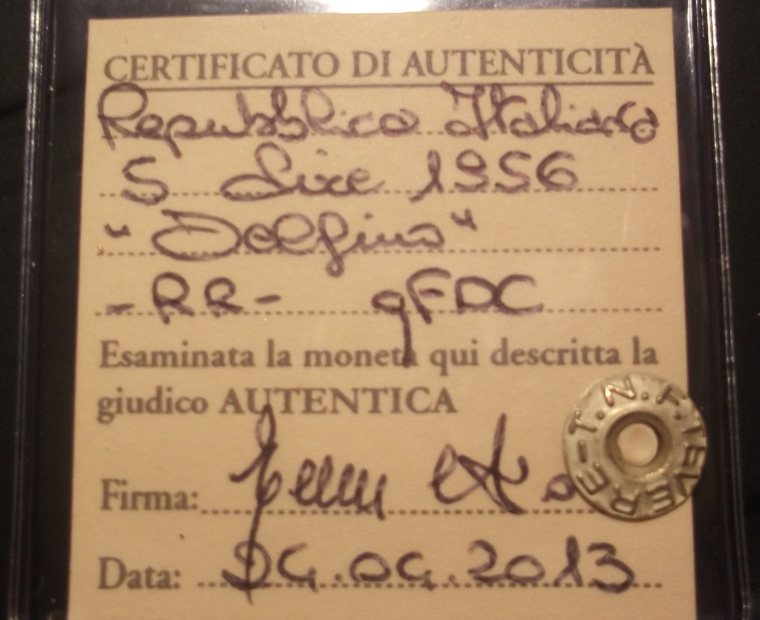 CERTIFICATO DI AUTENTICITÀ
Repubblica Italiana
5 Lire 1956
"Delfino"
-RR- qFDC
Esaminata la moneta qui descritta la
giudico AUTENTICA
Firma:
Data: 24.04.2013
T.N.F. TEVERE